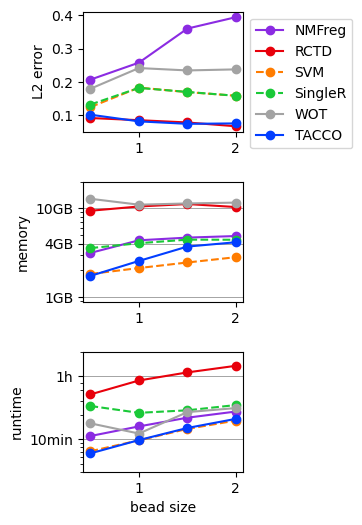 0.4
0.3
0.2
0.1
L2 error
1
2
NMFreg
RCTD
SVM
SingleR
WOT
TACCO
10GB
4GB
1GB
memory
1
2
1h
10min
runtime
1
2
bead size